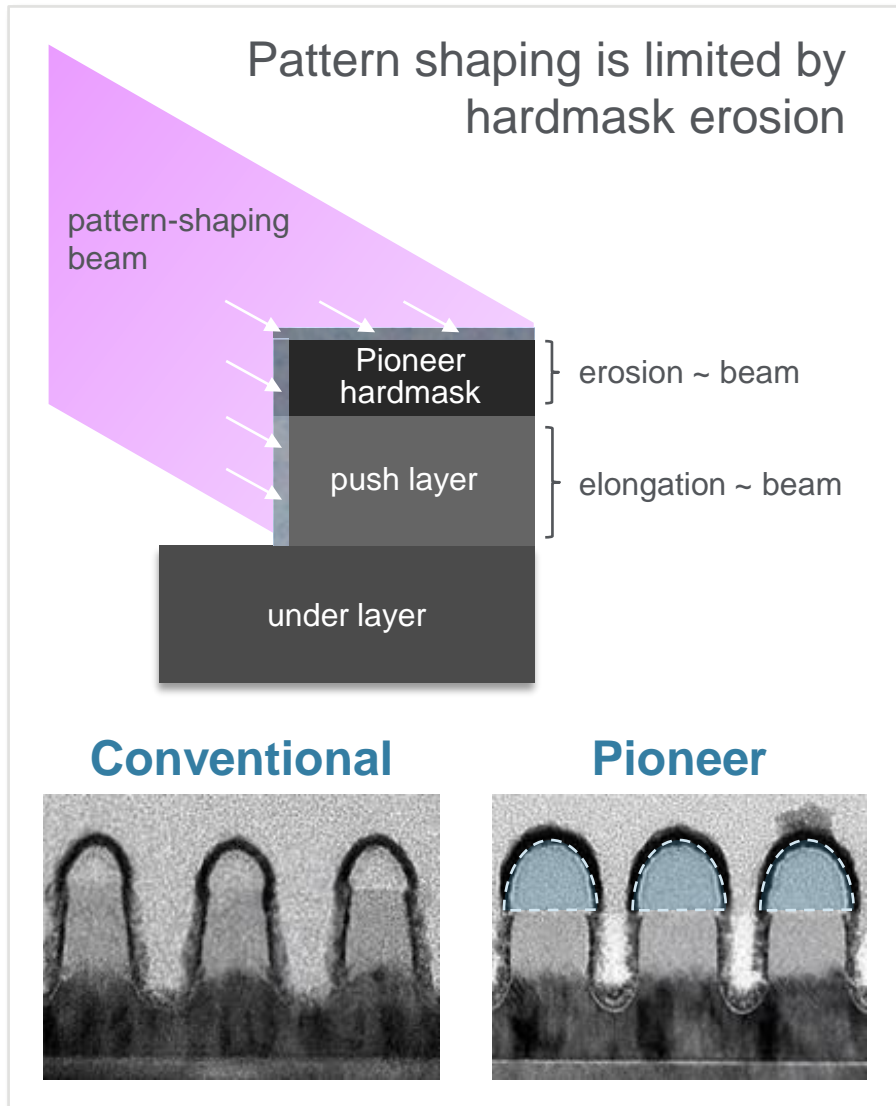 Pattern shaping is limited by
hardmask erosion
pattern-shaping
beam
Pioneer
hardmask
erosion ~ beam
push layer
elongation ~ beam
under layer
Conventional
Pioneer